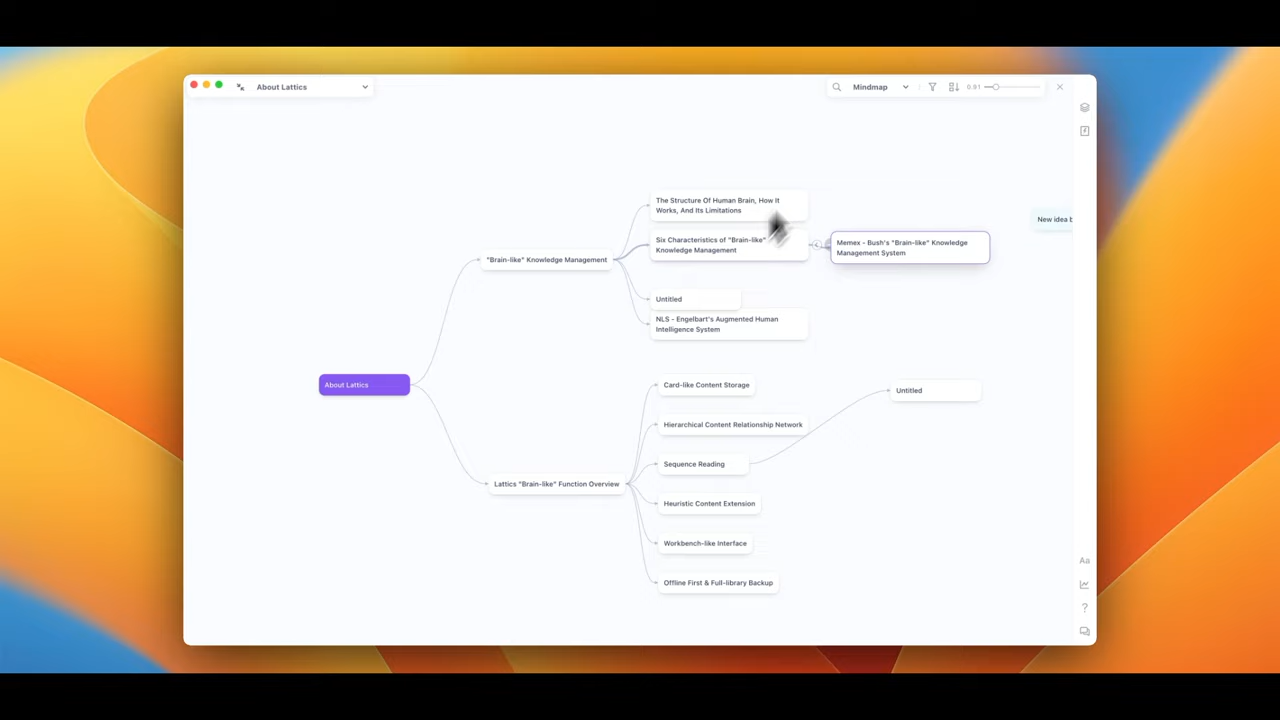 About Lattics
Mindmap
0.91
The Structure Of Human Brain, How It
Works, And Its Limitations
New idea b
Six Characteristics of "Brain-like"
Knowledge Management
Memex - Bush's "Brain-like" Knowledge
Management System
"Brain-like" Knowledge Management
Untitled
NLS - Engelbart's Augmented Human
Intelligence System
About Lattics
Card-like Content Storage
Untitled
Hierarchical Content Relationship Network
Sequence Reading
Lattics "Brain-like" Function Overview
Heuristic Content Extension
Workbench-like Interface
Offline First & Full-library Backup
Aa
?